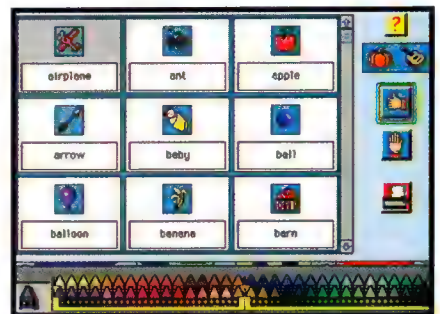 ?
airplane ant apple
arrow baby ball
balloon banana barn